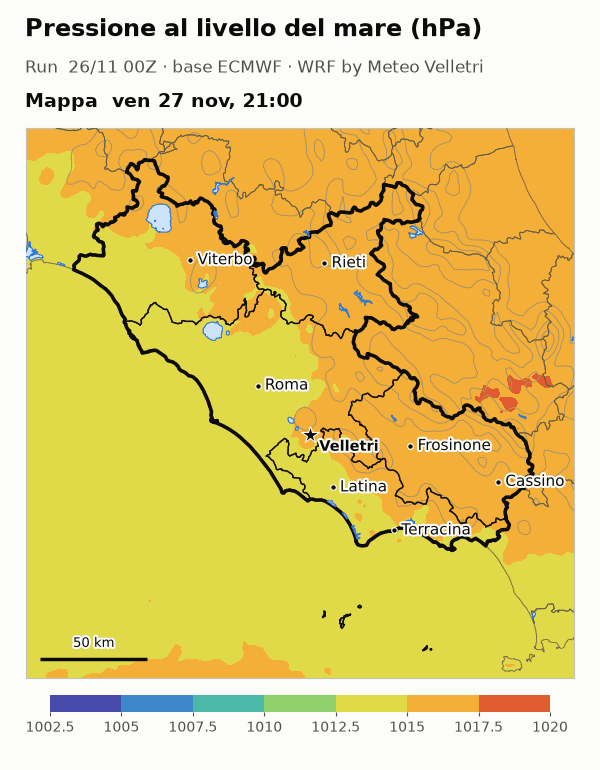 Pressione al livello del mare (hPa)
Run  26/11 00Z · base ECMWF · WRF by Meteo Velletri
Mappa  ven 27 nov, 21:00
Viterbo
Rieti
Roma
Velletri
Frosinone
Cassino
Latina
Terracina
50 km
1002.5 1005 1007.5 1010 1012.5 1015 1017.5 1020